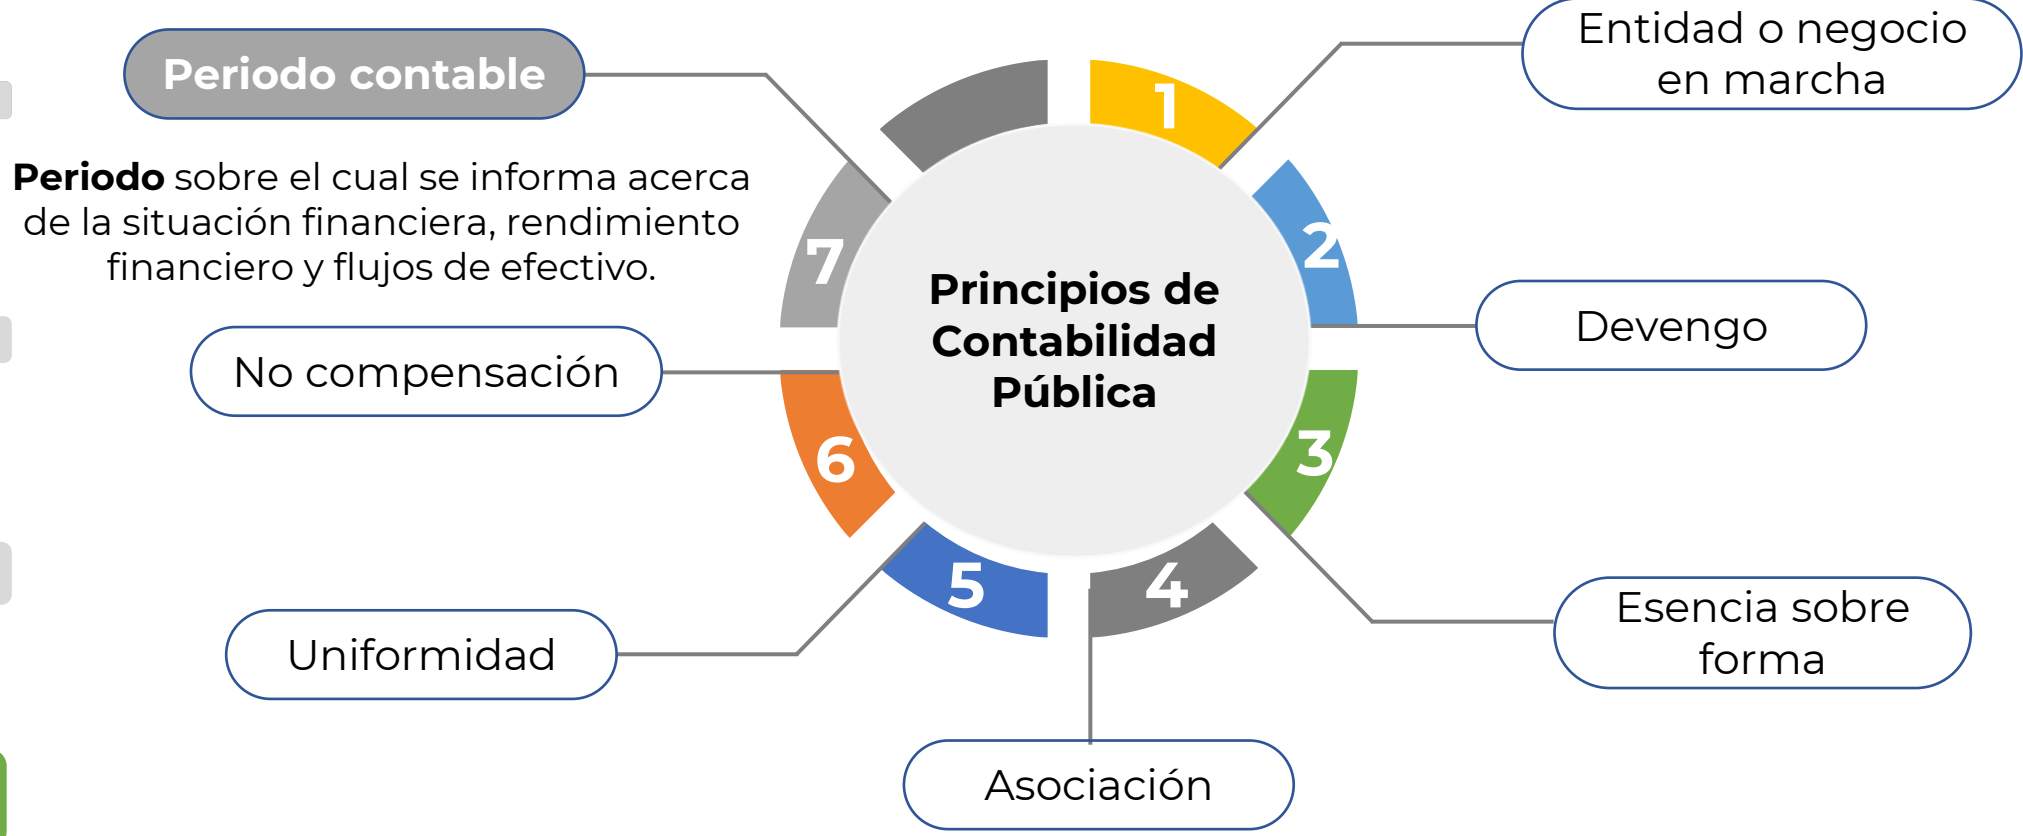 Principios de
Contabilidad
Pública
1
Entidad o negocio
en marcha
2
Devengo
3
Esencia sobre
forma
4
Asociación
5
Uniformidad
6
No compensación
7
Periodo contable
Periodo sobre el cual se informa acerca
de la situación financiera, rendimiento
financiero y flujos de efectivo.